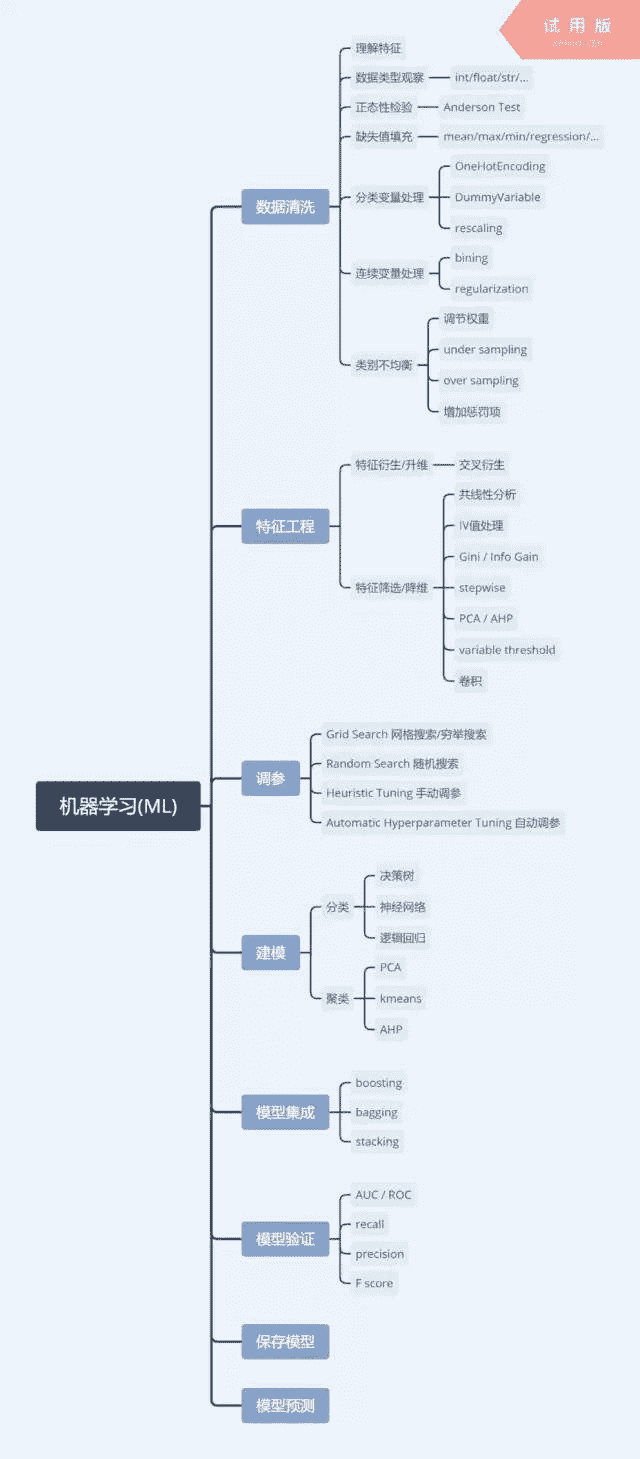 试用版
理解特征
数据类型观察
int/float/str/...
正态性检验
Anderson Test
缺失值填充
mean/max/min/regression/...
数据清洗
分类变量处理
OneHotEncoding
DummyVariable
rescaling
连续变量处理
bining
regularization
类别不均衡
调节权重
under sampling
over sampling
增加惩罚项
特征工程
特征衍生/升维
交叉衍生
特征筛选/降维
共线性分析
IV值处理
Gini / Info Gain
stepwise
PCA / AHP
variable threshold
卷积
机器学习(ML)
调参
Grid Search 网格搜索/穷举搜索
Random Search 随机搜索
Heuristic Tuning 手动调参
Automatic Hyperparameter Tuning 自动调参
建模
分类
决策树
神经网络
逻辑回归
聚类
PCA
kmeans
AHP
模型集成
boosting
bagging
stacking
模型验证
AUC / ROC
recall
precision
F score
保存模型
模型预测